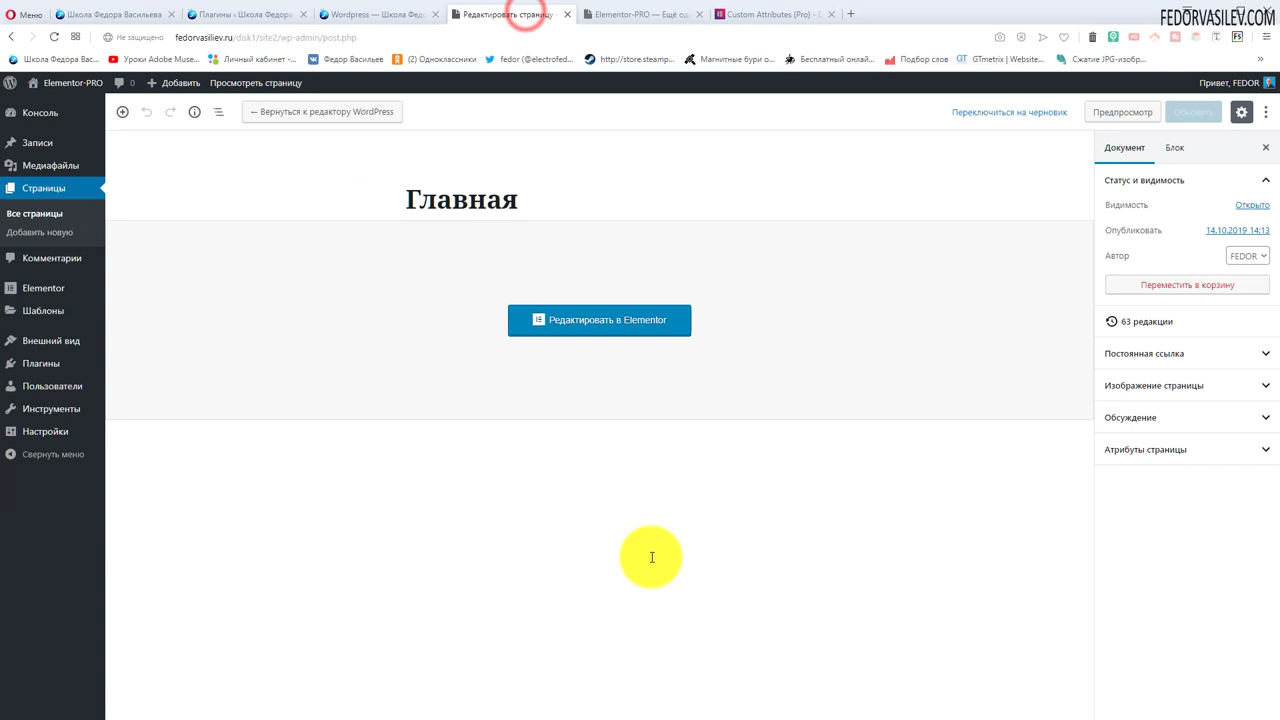 Меню
Школа Федора Васильева
Плагины ‹ Школа Федора
Wordpress — Школа Фед
Редактировать страницу
Elementor-PRO — Ещё од
Custom Attributes (Pro) - D
FEDORVASILEV.COM
Не защищено
fedorvasiliev.ru/disk1/site2/wp-admin/post.php
Школа Федора Вас...
Уроки Adobe Muse...
Личный кабинет
Федор Васильев
(2) Одноклассники
fedor (@electrofed...
http://store.steamp...
Магнитные бури о...
Бесплатный онлай...
Подбор слов
GTmetrix | Website...
Сжатие JPG-изобр...
Elementor-PRO
0
Добавить
Просмотреть страницу
Привет, FEDOR
Консоль
Записи
Медиафайлы
Страницы
Все страницы
Добавить новую
Комментарии
Elementor
Шаблоны
Внешний вид
Плагины
Пользователи
Инструменты
Настройки
Свернуть меню
← Вернуться к редактору WordPress
Переключиться на черновик
Предпросмотр
Обновить
Главная
Редактировать в Elementor
Документ
Блок
Статус и видимость
Видимость
Открыто
Опубликовать
14.10.2019 14:13
Автор
FEDOR
Переместить в корзину
63 редакции
Постоянная ссылка
Изображение страницы
Обсуждение
Атрибуты страницы